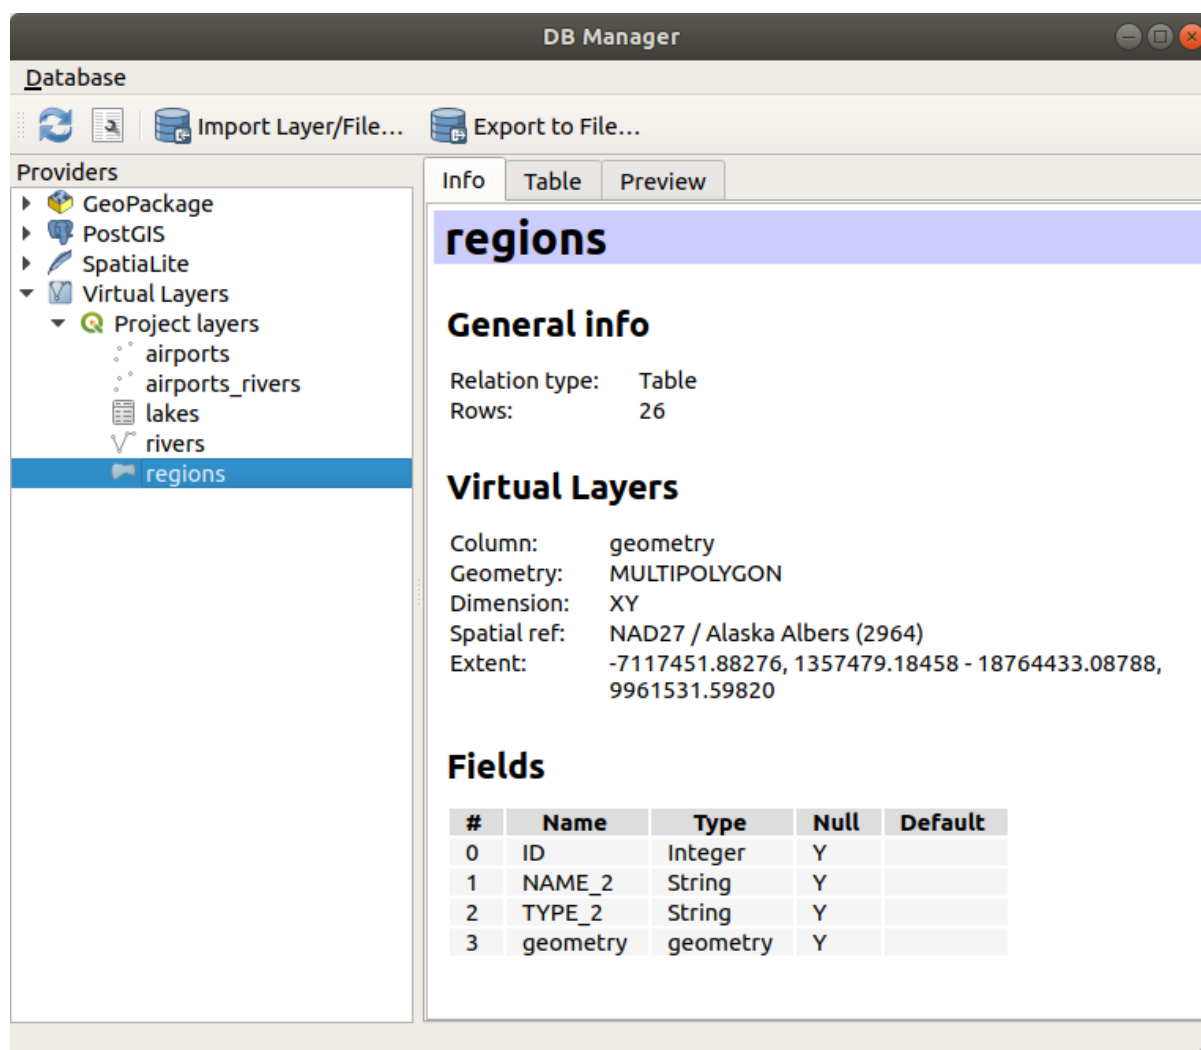 DB Manager
Database
Import Layer/File... Export to File...
Providers
GeoPackage
PostGIS
SpatiaLite
Virtual Layers
Project layers
airports
airports_rivers
lakes
rivers
regions
Info Table Preview
regions
General info
Relation type: Table
Rows: 26
Virtual Layers
Column: geometry
Geometry: MULTIPOLYGON
Dimension: XY
Spatial ref: NAD27 / Alaska Albers (2964)
Extent: -7117451.88276, 1357479.18458 - 18764433.08788,
9961531.59820
Fields
# Name Type Null Default
0 ID Integer Y
1 NAME_2 String Y
2 TYPE_2 String Y
3 geometry geometry Y